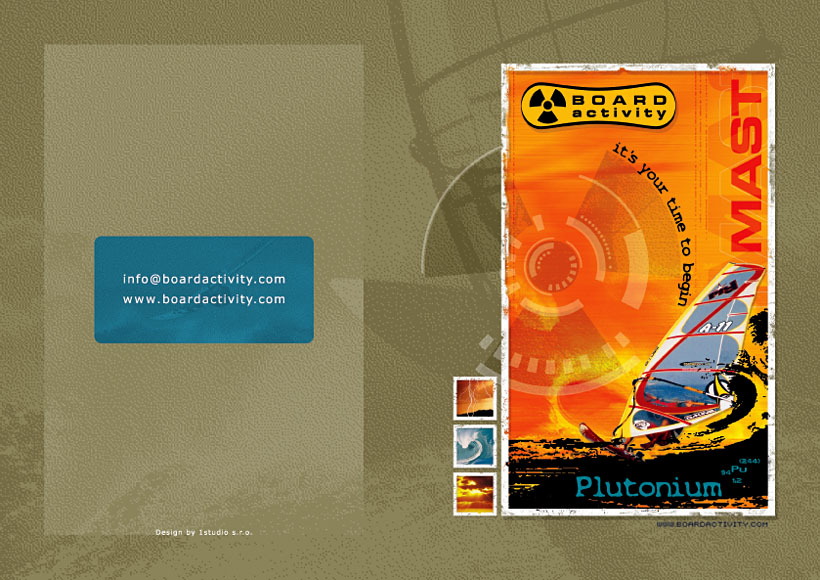 info@boardactivity.com
www.boardactivity.com
Design by 1studio s.r.o.
BOARD
activity
MAST
it's your time to begin
A-11
Plutonium
(244)
94Pu
12
WWW.BOARDACTIVITY.COM